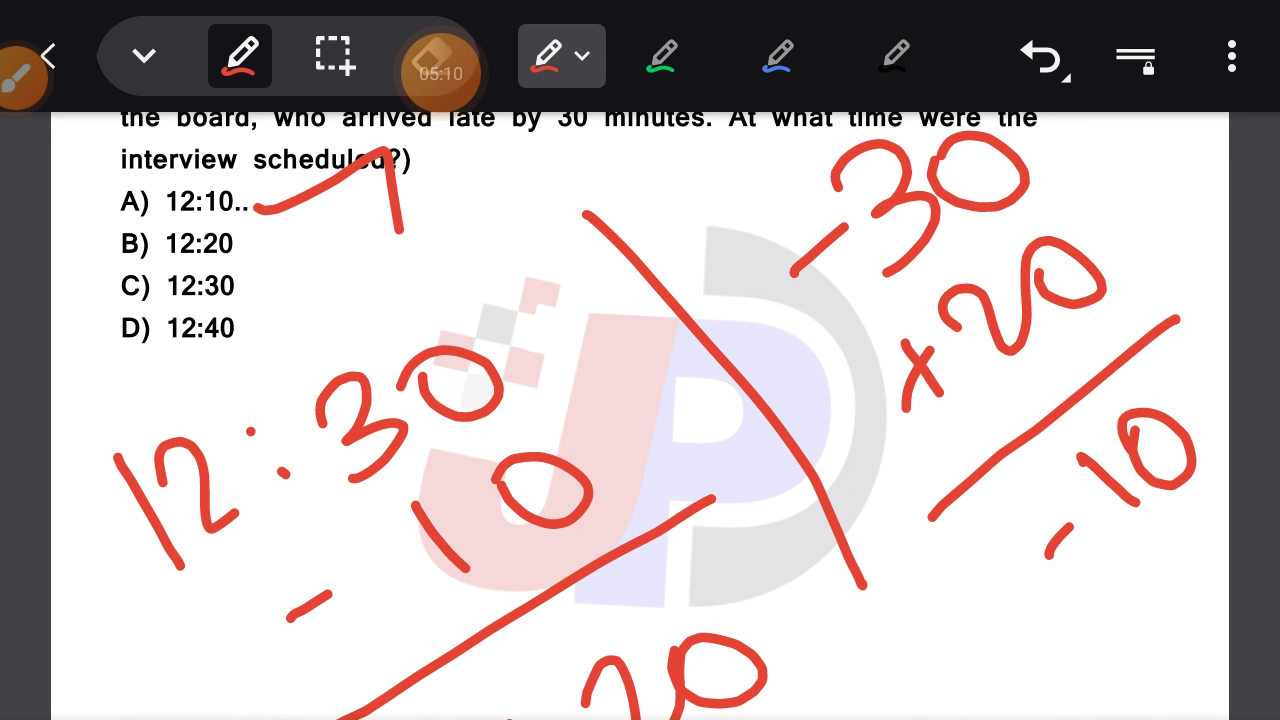 05:10
the board, who arrived late by 30 minutes. At what time were the
interview scheduled?)
A) 12:10..
B) 12:20
C) 12:30
D) 12:40
-30
+20
-10
12:30
-10
20